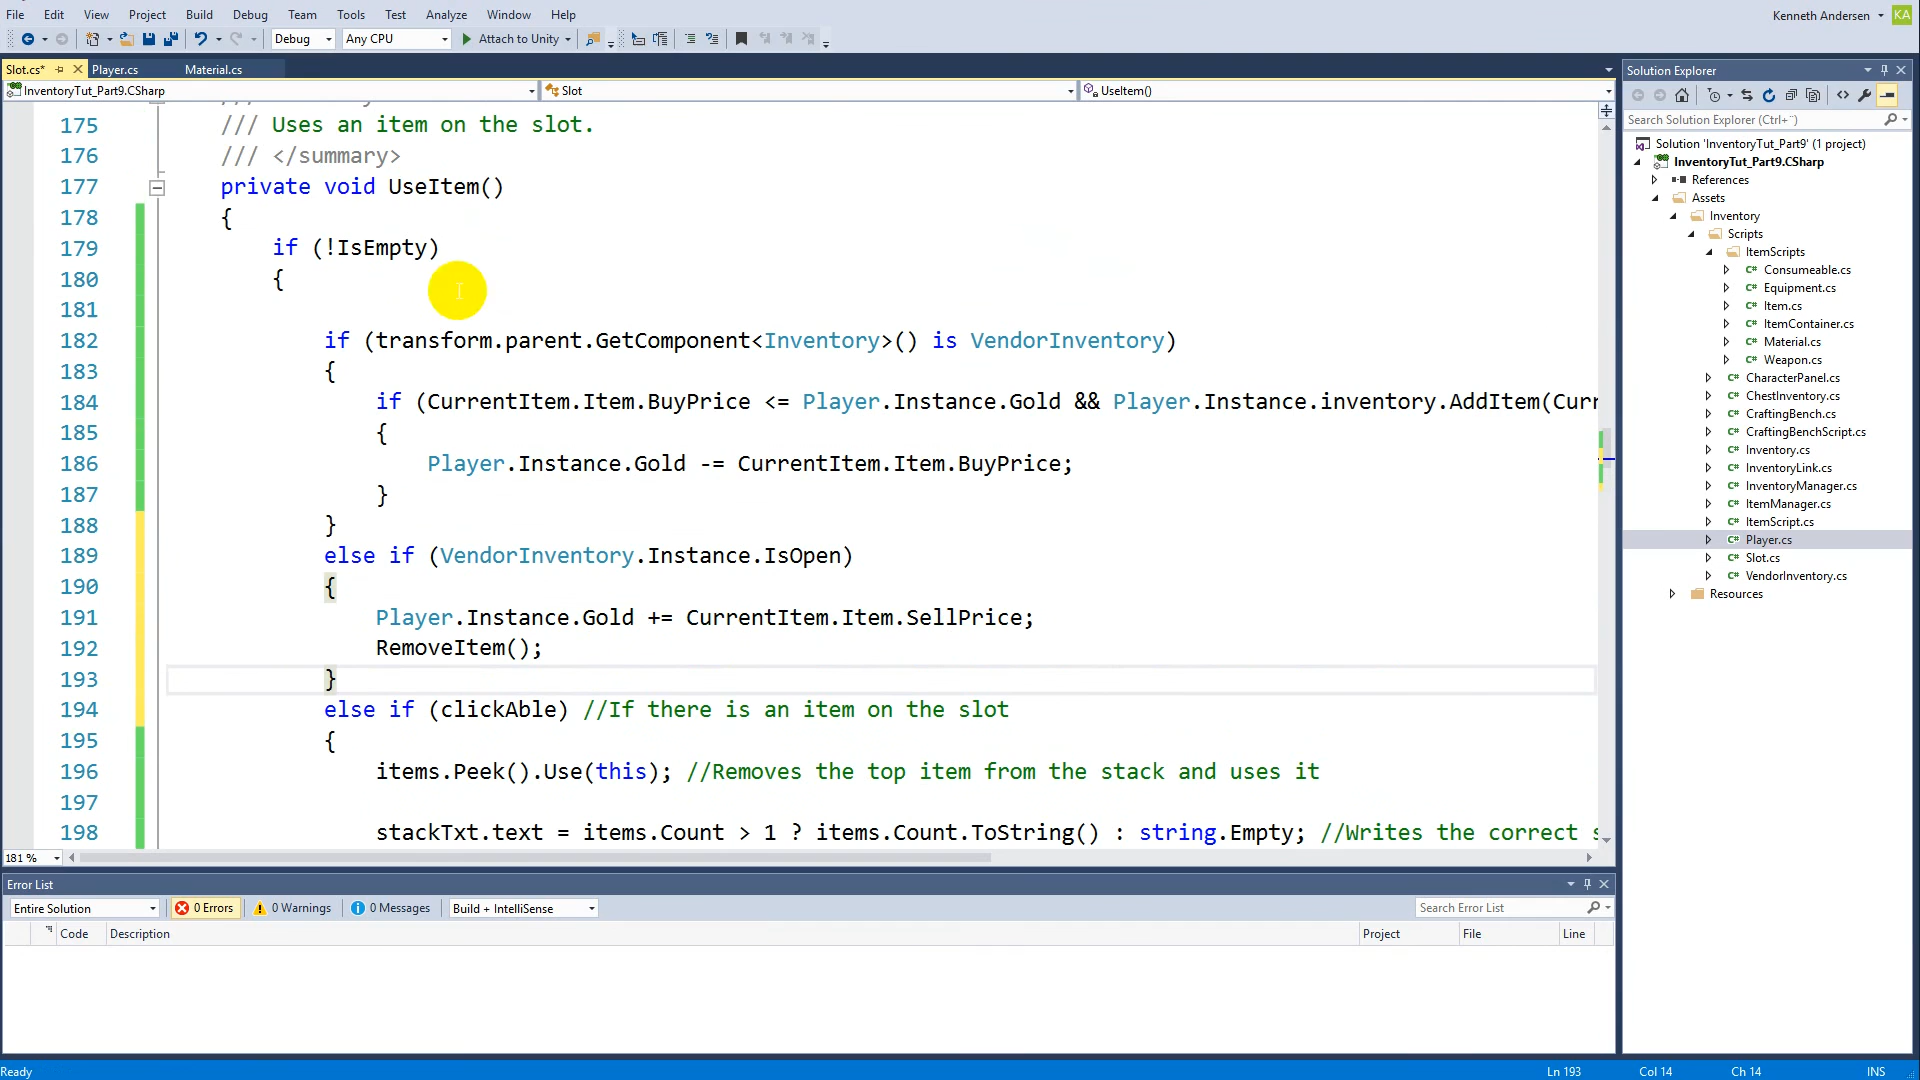 File Edit View Project Build Debug Team Tools Test Analyze Window Help
Kenneth Andersen KA
Debug Any CPU Attach to Unity
Slot.cs* Player.cs Material.cs
InventoryTut_Part9.CSharp Slot UseItem()
175 /// Uses an item on the slot.
176 /// </summary>
177 private void UseItem()
178 {
179 if (!IsEmpty)
180 {
181
182 if (transform.parent.GetComponent<Inventory>() is VendorInventory)
183 {
184 if (CurrentItem.Item.BuyPrice <= Player.Instance.Gold && Player.Instance.inventory.AddItem(Curr
185 {
186 Player.Instance.Gold -= CurrentItem.Item.BuyPrice;
187 }
188 }
189 else if (VendorInventory.Instance.IsOpen)
190 {
191 Player.Instance.Gold += CurrentItem.Item.SellPrice;
192 RemoveItem();
193 }
194 else if (clickAble) //If there is an item on the slot
195 {
196 items.Peek().Use(this); //Removes the top item from the stack and uses it
197
198 stackTxt.text = items.Count > 1 ? items.Count.ToString() : string.Empty; //Writes the correct s
181 %
Error List
Entire Solution 0 Errors 0 Warnings 0 Messages Build + IntelliSense Search Error List
Code Description Project File Line
Solution Explorer
Search Solution Explorer (Ctrl+¨)
Solution 'InventoryTut_Part9' (1 project)
InventoryTut_Part9.CSharp
References
Assets
Inventory
Scripts
ItemScripts
C# Consumeable.cs
C# Equipment.cs
C# Item.cs
C# ItemContainer.cs
C# Material.cs
C# Weapon.cs
C# CharacterPanel.cs
C# ChestInventory.cs
C# CraftingBench.cs
C# CraftingBenchScript.cs
C# Inventory.cs
C# InventoryLink.cs
C# InventoryManager.cs
C# ItemManager.cs
C# ItemScript.cs
C# Player.cs
C# Slot.cs
C# VendorInventory.cs
Resources
Ready Ln 193 Col 14 Ch 14 INS